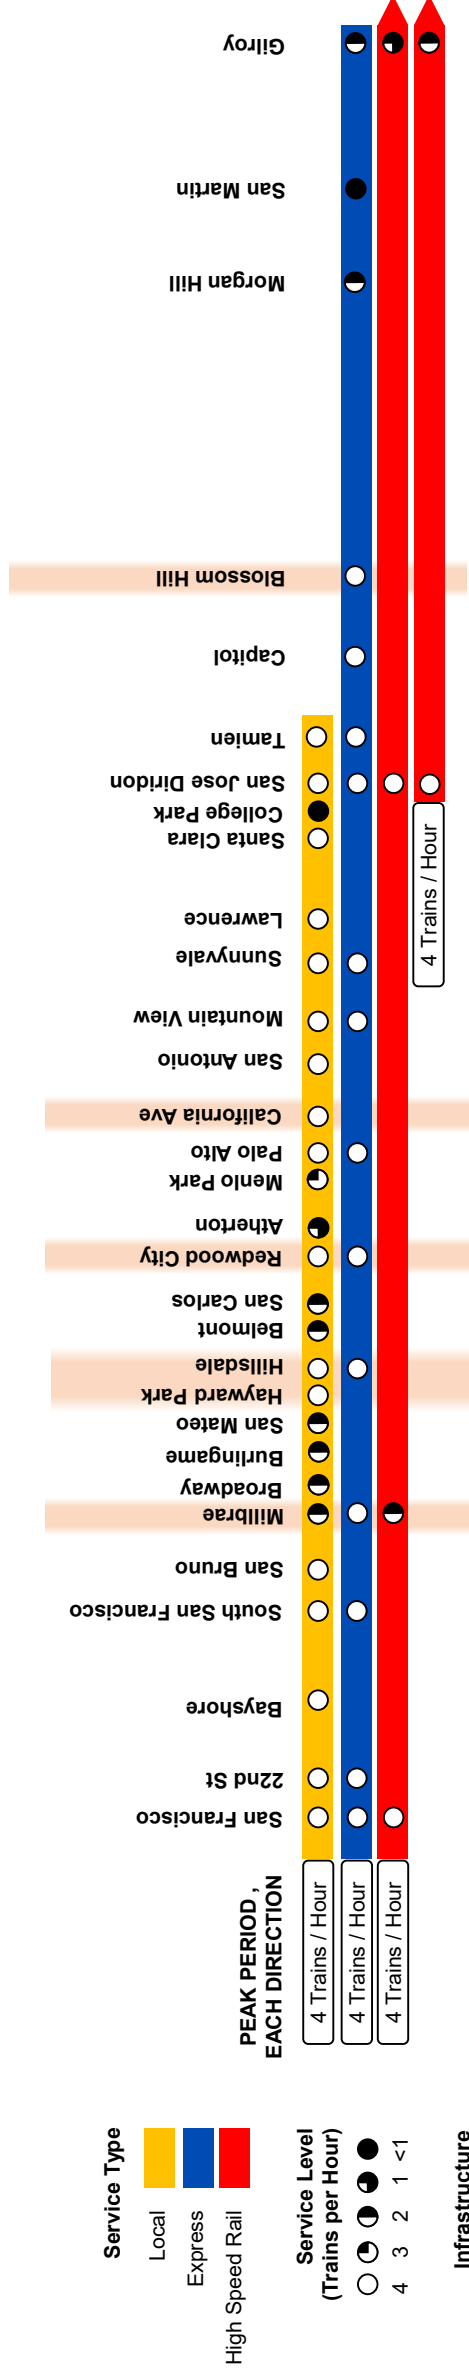 Service Type
Local
Express
High Speed Rail
Service Level
(Trains per Hour)
4 3 2 1 <1
Infrastructure
PEAK PERIOD ,
EACH DIRECTION
4 Trains / Hour
4 Trains / Hour
4 Trains / Hour
4 Trains / Hour
San Francisco
22nd St
Bayshore
South San Francisco
San Bruno
Millbrae
Broadway
Burlingame
San Mateo
Hayward Park
Hillsdale
Belmont
San Carlos
Redwood City
Atherton
Menlo Park
Palo Alto
California Ave
San Antonio
Mountain View
Sunnyvale
Lawrence
Santa Clara
College Park
San Jose Diridon
Tamien
Capitol
Blossom Hill
Morgan Hill
San Martin
Gilroy